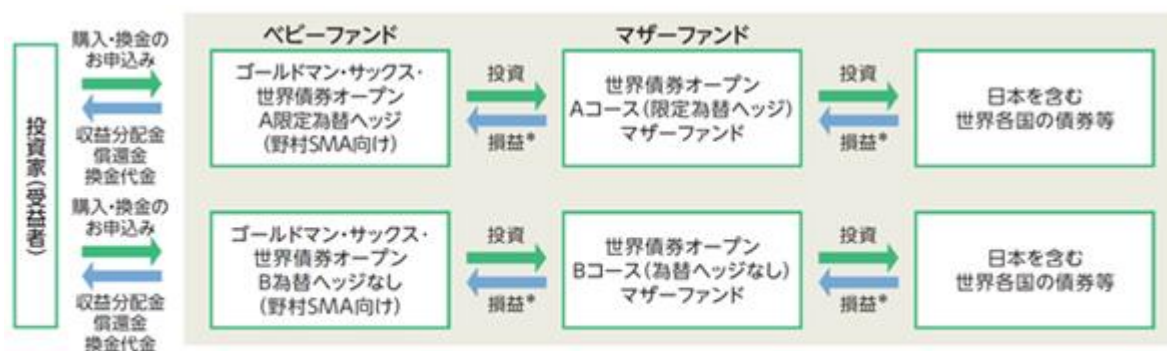 投資家(受益者)
ベビーファンド
マザーファンド
購入・換金の
お申込み
収益分配金
償還金
換金代金
ゴールドマン・サックス・
世界債券オープン
A限定為替ヘッジ
(野村SMA向け)
投資
損益*
世界債券オープン
Aコース(限定為替ヘッジ)
マザーファンド
投資
損益*
日本を含む
世界各国の債券等
購入・換金の
お申込み
収益分配金
償還金
換金代金
ゴールドマン・サックス・
世界債券オープン
B為替ヘッジなし
(野村SMA向け)
投資
損益*
世界債券オープン
Bコース(為替ヘッジなし)
マザーファンド
投資
損益*
日本を含む
世界各国の債券等